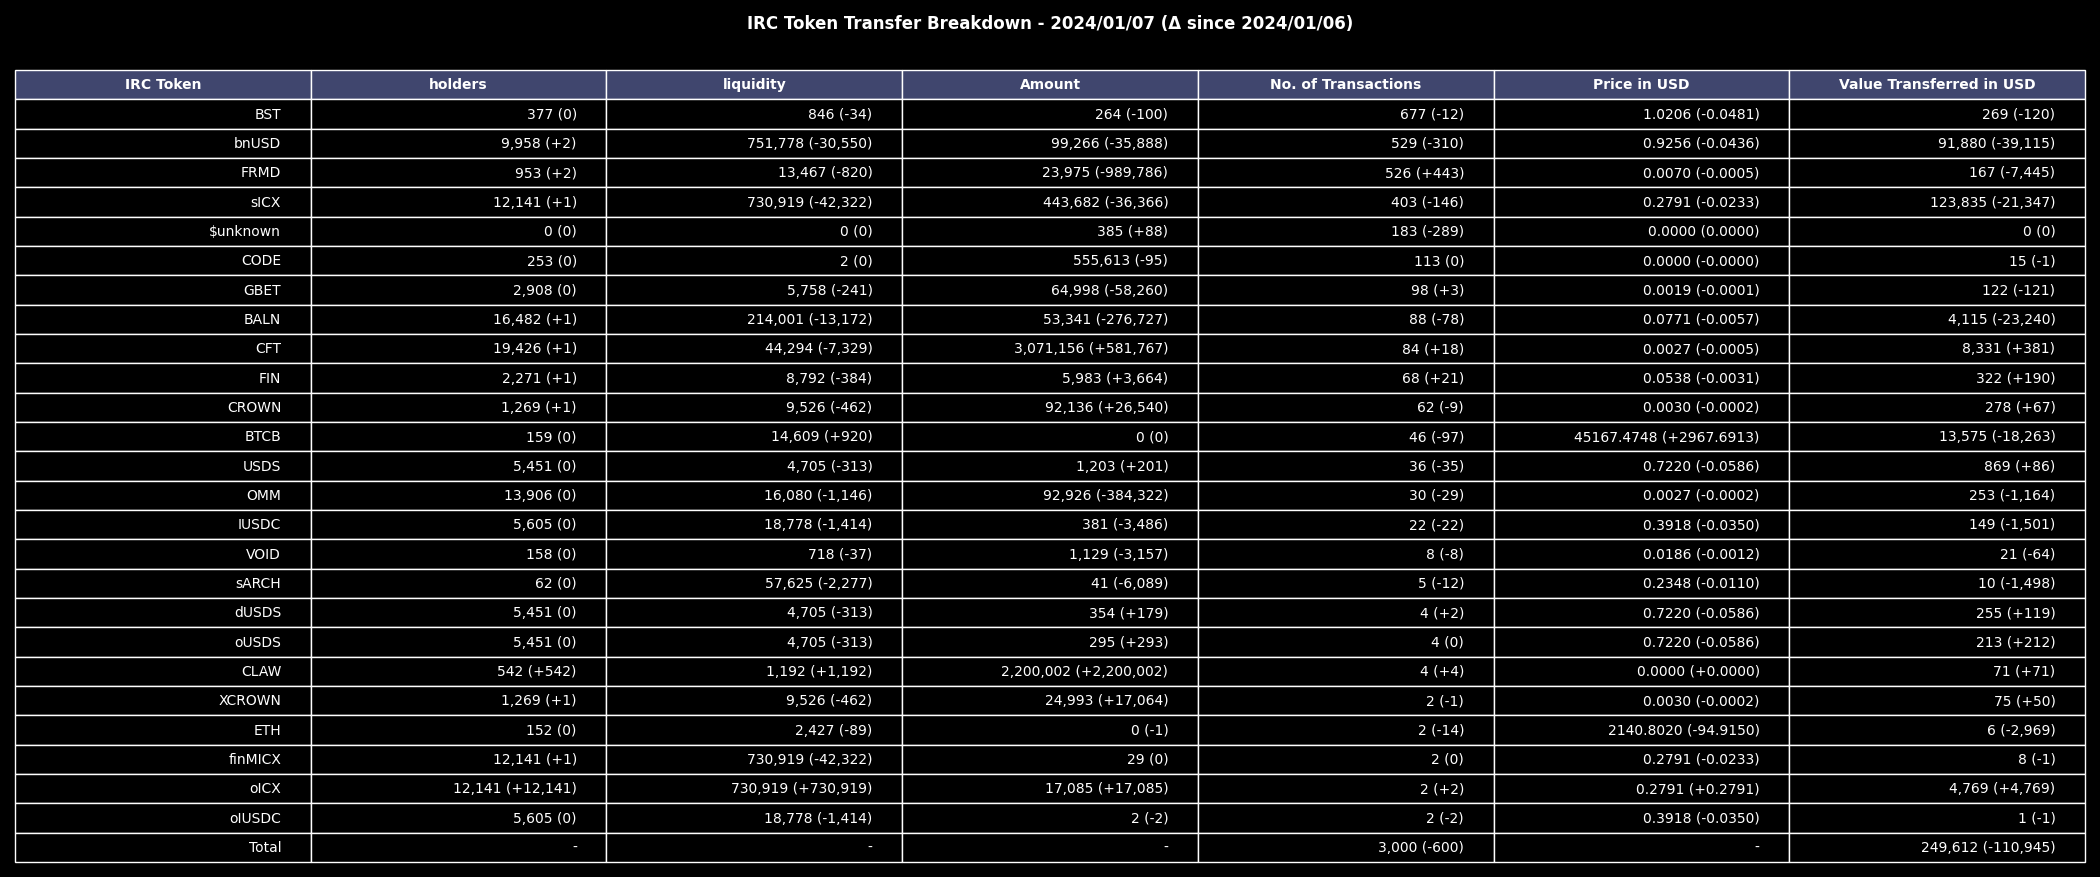 IRC Token Transfer Breakdown - 2024/01/07 (Δ since 2024/01/06)
IRC Token holders liquidity Amount No. of Transactions Price in USD Value Transferred in USD
BST 377 (0) 846 (-34) 264 (-100) 677 (-12) 1.0206 (-0.0481) 269 (-120)
bnUSD 9,958 (+2) 751,778 (-30,550) 99,266 (-35,888) 529 (-310) 0.9256 (-0.0436) 91,880 (-39,115)
FRMD 953 (+2) 13,467 (-820) 23,975 (-989,786) 526 (+443) 0.0070 (-0.0005) 167 (-7,445)
sICX 12,141 (+1) 730,919 (-42,322) 443,682 (-36,366) 403 (-146) 0.2791 (-0.0233) 123,835 (-21,347)
$unknown 0 (0) 0 (0) 385 (+88) 183 (-289) 0.0000 (0.0000) 0 (0)
CODE 253 (0) 2 (0) 555,613 (-95) 113 (0) 0.0000 (-0.0000) 15 (-1)
GBET 2,908 (0) 5,758 (-241) 64,998 (-58,260) 98 (+3) 0.0019 (-0.0001) 122 (-121)
BALN 16,482 (+1) 214,001 (-13,172) 53,341 (-276,727) 88 (-78) 0.0771 (-0.0057) 4,115 (-23,240)
CFT 19,426 (+1) 44,294 (-7,329) 3,071,156 (+581,767) 84 (+18) 0.0027 (-0.0005) 8,331 (+381)
FIN 2,271 (+1) 8,792 (-384) 5,983 (+3,664) 68 (+21) 0.0538 (-0.0031) 322 (+190)
CROWN 1,269 (+1) 9,526 (-462) 92,136 (+26,540) 62 (-9) 0.0030 (-0.0002) 278 (+67)
BTCB 159 (0) 14,609 (+920) 0 (0) 46 (-97) 45167.4748 (+2967.6913) 13,575 (-18,263)
USDS 5,451 (0) 4,705 (-313) 1,203 (+201) 36 (-35) 0.7220 (-0.0586) 869 (+86)
OMM 13,906 (0) 16,080 (-1,146) 92,926 (-384,322) 30 (-29) 0.0027 (-0.0002) 253 (-1,164)
IUSDC 5,605 (0) 18,778 (-1,414) 381 (-3,486) 22 (-22) 0.3918 (-0.0350) 149 (-1,501)
VOID 158 (0) 718 (-37) 1,129 (-3,157) 8 (-8) 0.0186 (-0.0012) 21 (-64)
sARCH 62 (0) 57,625 (-2,277) 41 (-6,089) 5 (-12) 0.2348 (-0.0110) 10 (-1,498)
dUSDS 5,451 (0) 4,705 (-313) 354 (+179) 4 (+2) 0.7220 (-0.0586) 255 (+119)
oUSDS 5,451 (0) 4,705 (-313) 295 (+293) 4 (0) 0.7220 (-0.0586) 213 (+212)
CLAW 542 (+542) 1,192 (+1,192) 2,200,002 (+2,200,002) 4 (+4) 0.0000 (+0.0000) 71 (+71)
XCROWN 1,269 (+1) 9,526 (-462) 24,993 (+17,064) 2 (-1) 0.0030 (-0.0002) 75 (+50)
ETH 152 (0) 2,427 (-89) 0 (-1) 2 (-14) 2140.8020 (-94.9150) 6 (-2,969)
finMICX 12,141 (+1) 730,919 (-42,322) 29 (0) 2 (0) 0.2791 (-0.0233) 8 (-1)
oICX 12,141 (+12,141) 730,919 (+730,919) 17,085 (+17,085) 2 (+2) 0.2791 (+0.2791) 4,769 (+4,769)
oIUSDC 5,605 (0) 18,778 (-1,414) 2 (-2) 2 (-2) 0.3918 (-0.0350) 1 (-1)
Total - - - 3,000 (-600) - 249,612 (-110,945)